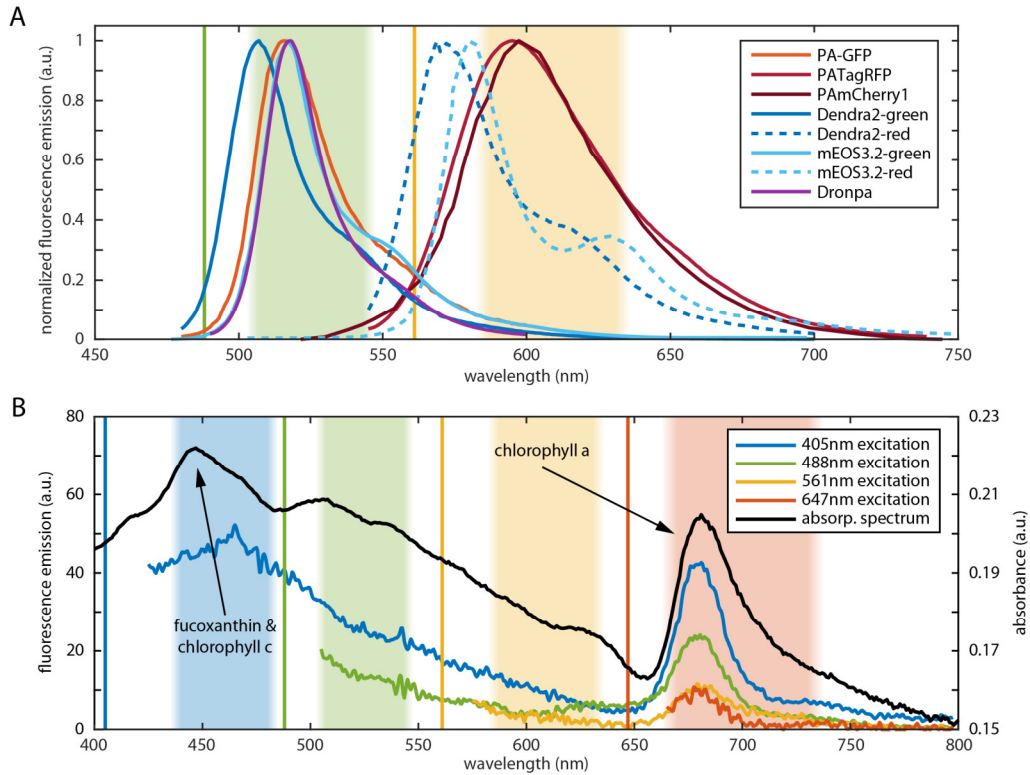 A
normalized fluorescence emission (a.u.)
1
0.8
0.6
0.4
0.2
0
450
500
550
600
650
700
750
wavelength (nm)
PA-GFP
PATagRFP
PAmCherry1
Dendra2-green
Dendra2-red
mEOS3.2-green
mEOS3.2-red
Dronpa
B
fluorescence emission (a.u.)
80
60
40
20
0
400
450
500
550
600
650
700
750
800
wavelength (nm)
0.23
0.21
0.19
0.17
0.15
absorbance (a.u.)
fucoxanthin &
chlorophyll c
chlorophyll a
405nm excitation
488nm excitation
561nm excitation
647nm excitation
absorp. spectrum